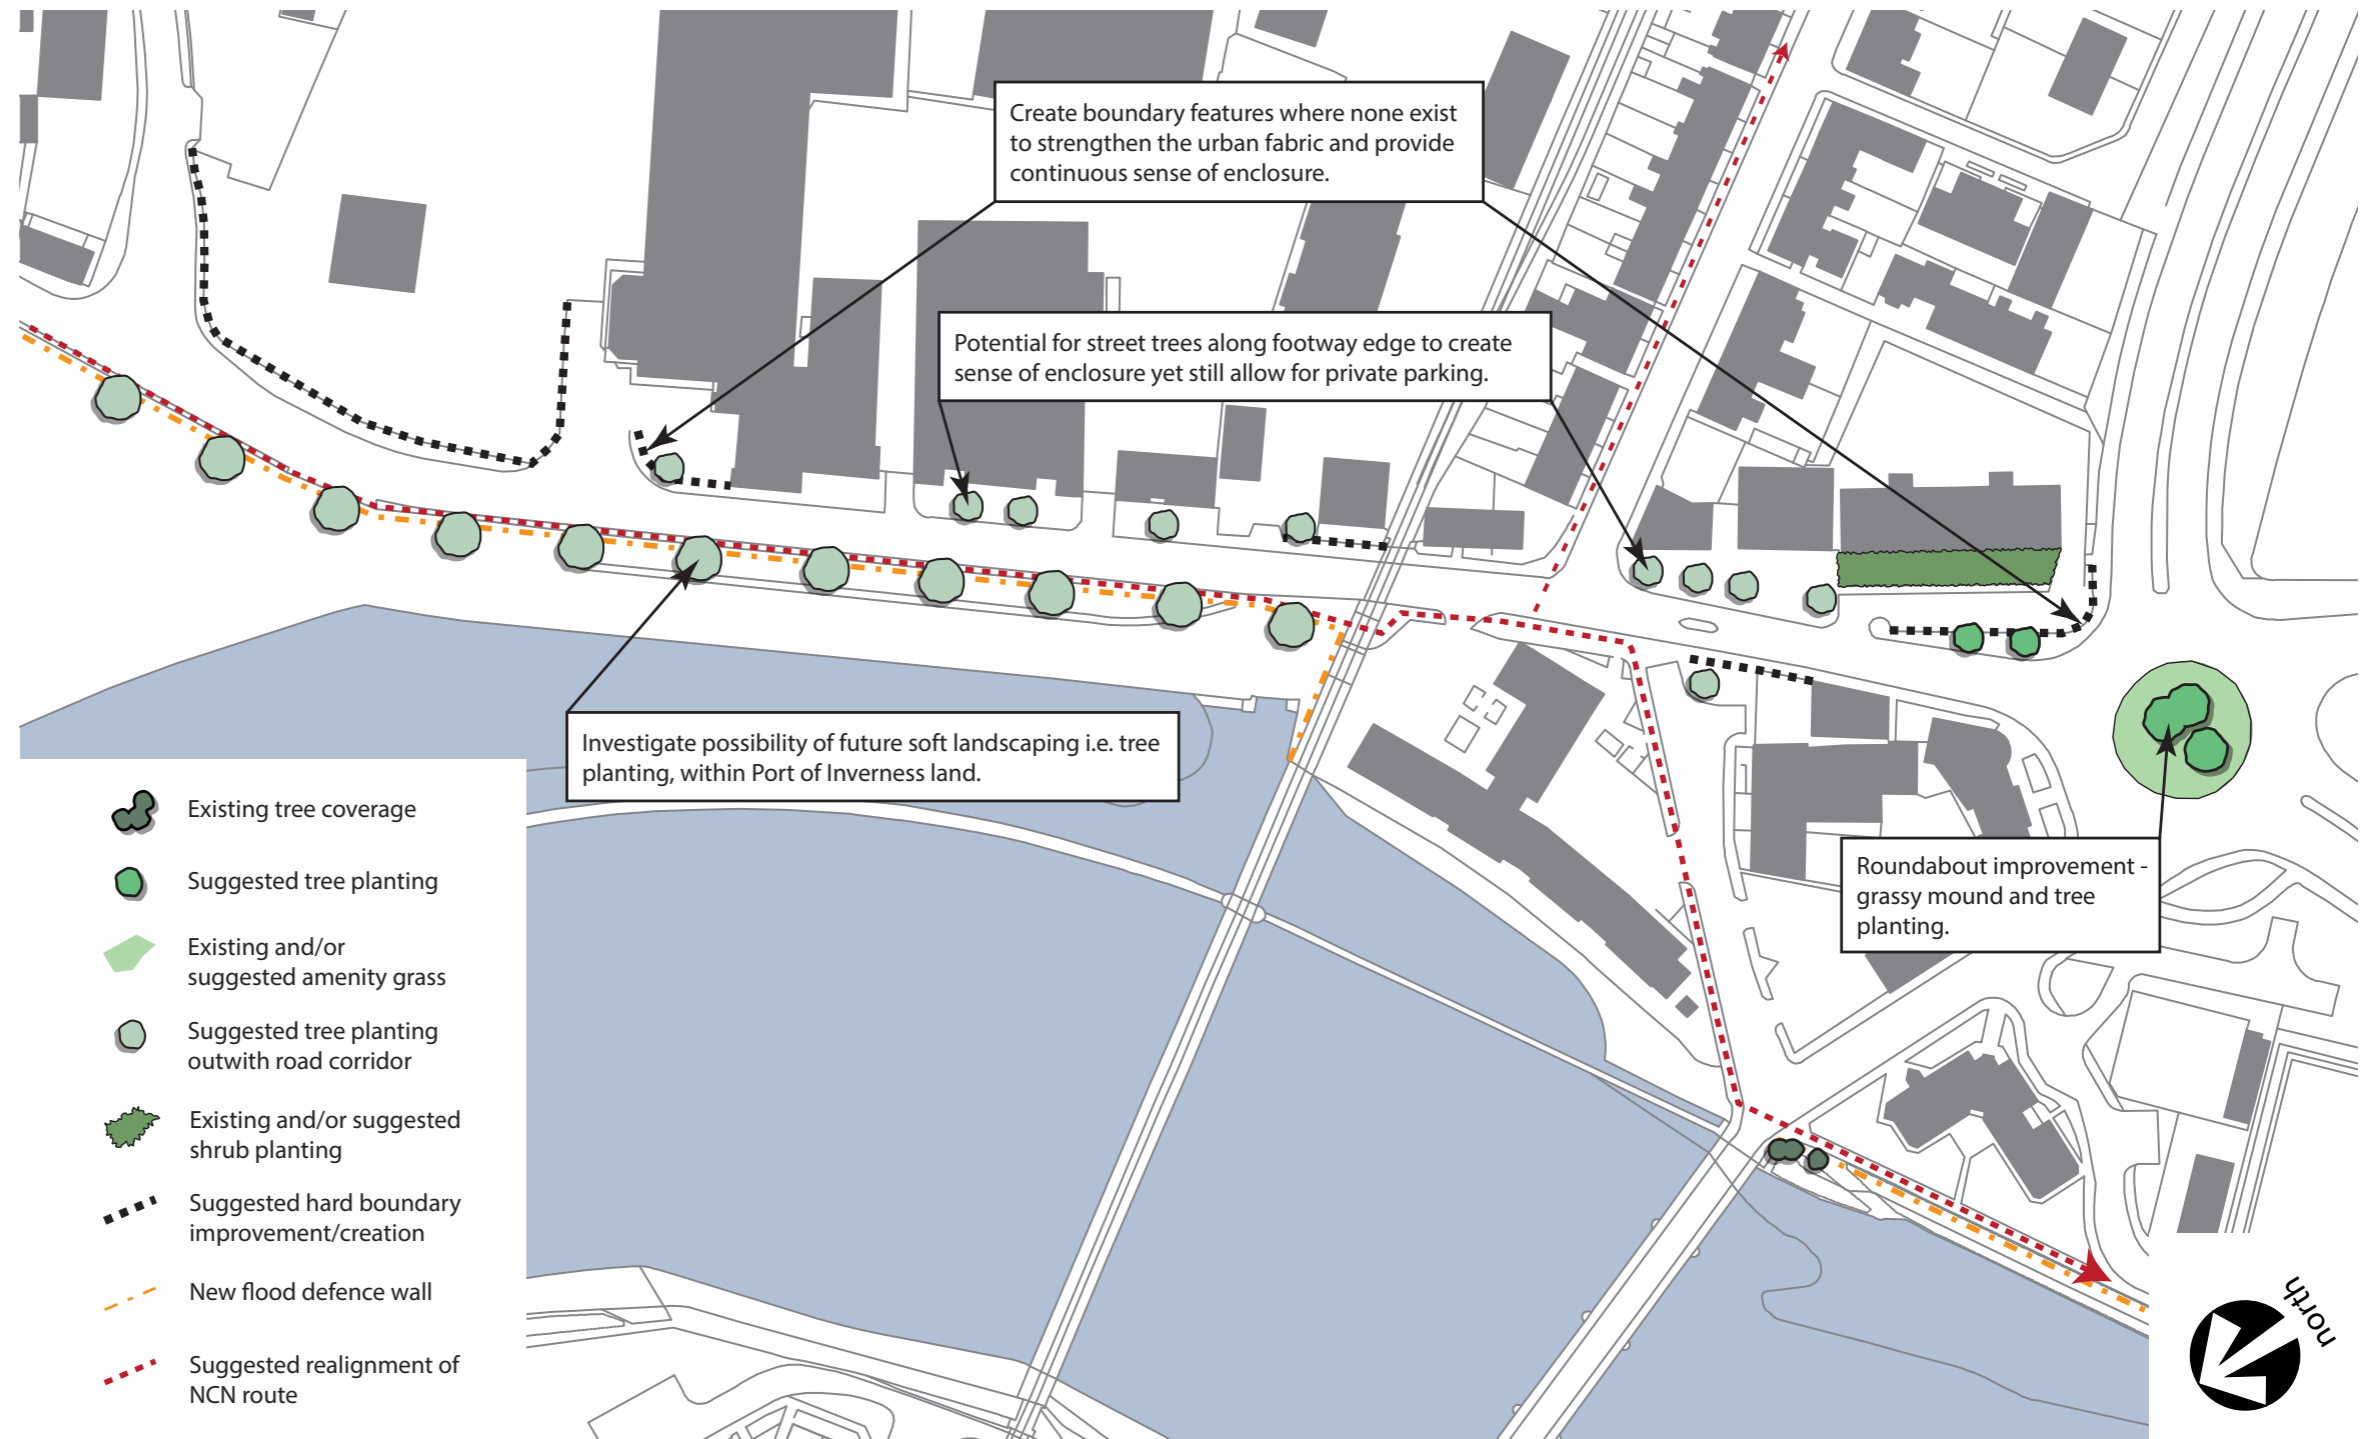 Create boundary features where none exist
to strengthen the urban fabric and provide
continuous sense of enclosure.
Potential for street trees along footway edge to create
sense of enclosure yet still allow for private parking.
Investigate possibility of future soft landscaping i.e. tree
planting, within Port of Inverness land.
Roundabout improvement -
grassy mound and tree
planting.
Existing tree coverage
Suggested tree planting
Existing and/or
suggested amenity grass
Suggested tree planting
outwith road corridor
Existing and/or suggested
shrub planting
Suggested hard boundary
improvement/creation
New flood defence wall
Suggested realignment of
NCN route
north